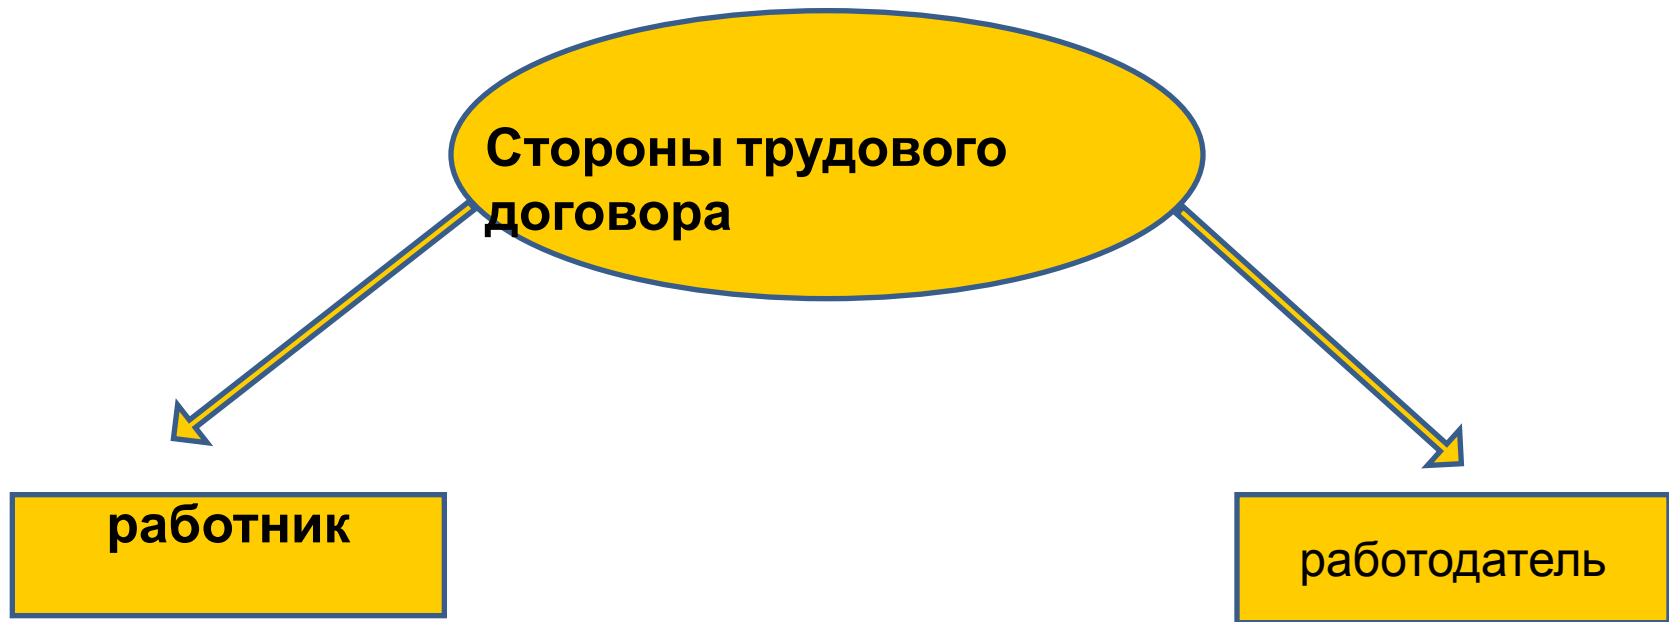 Стороны трудового
договора
работник
работодатель